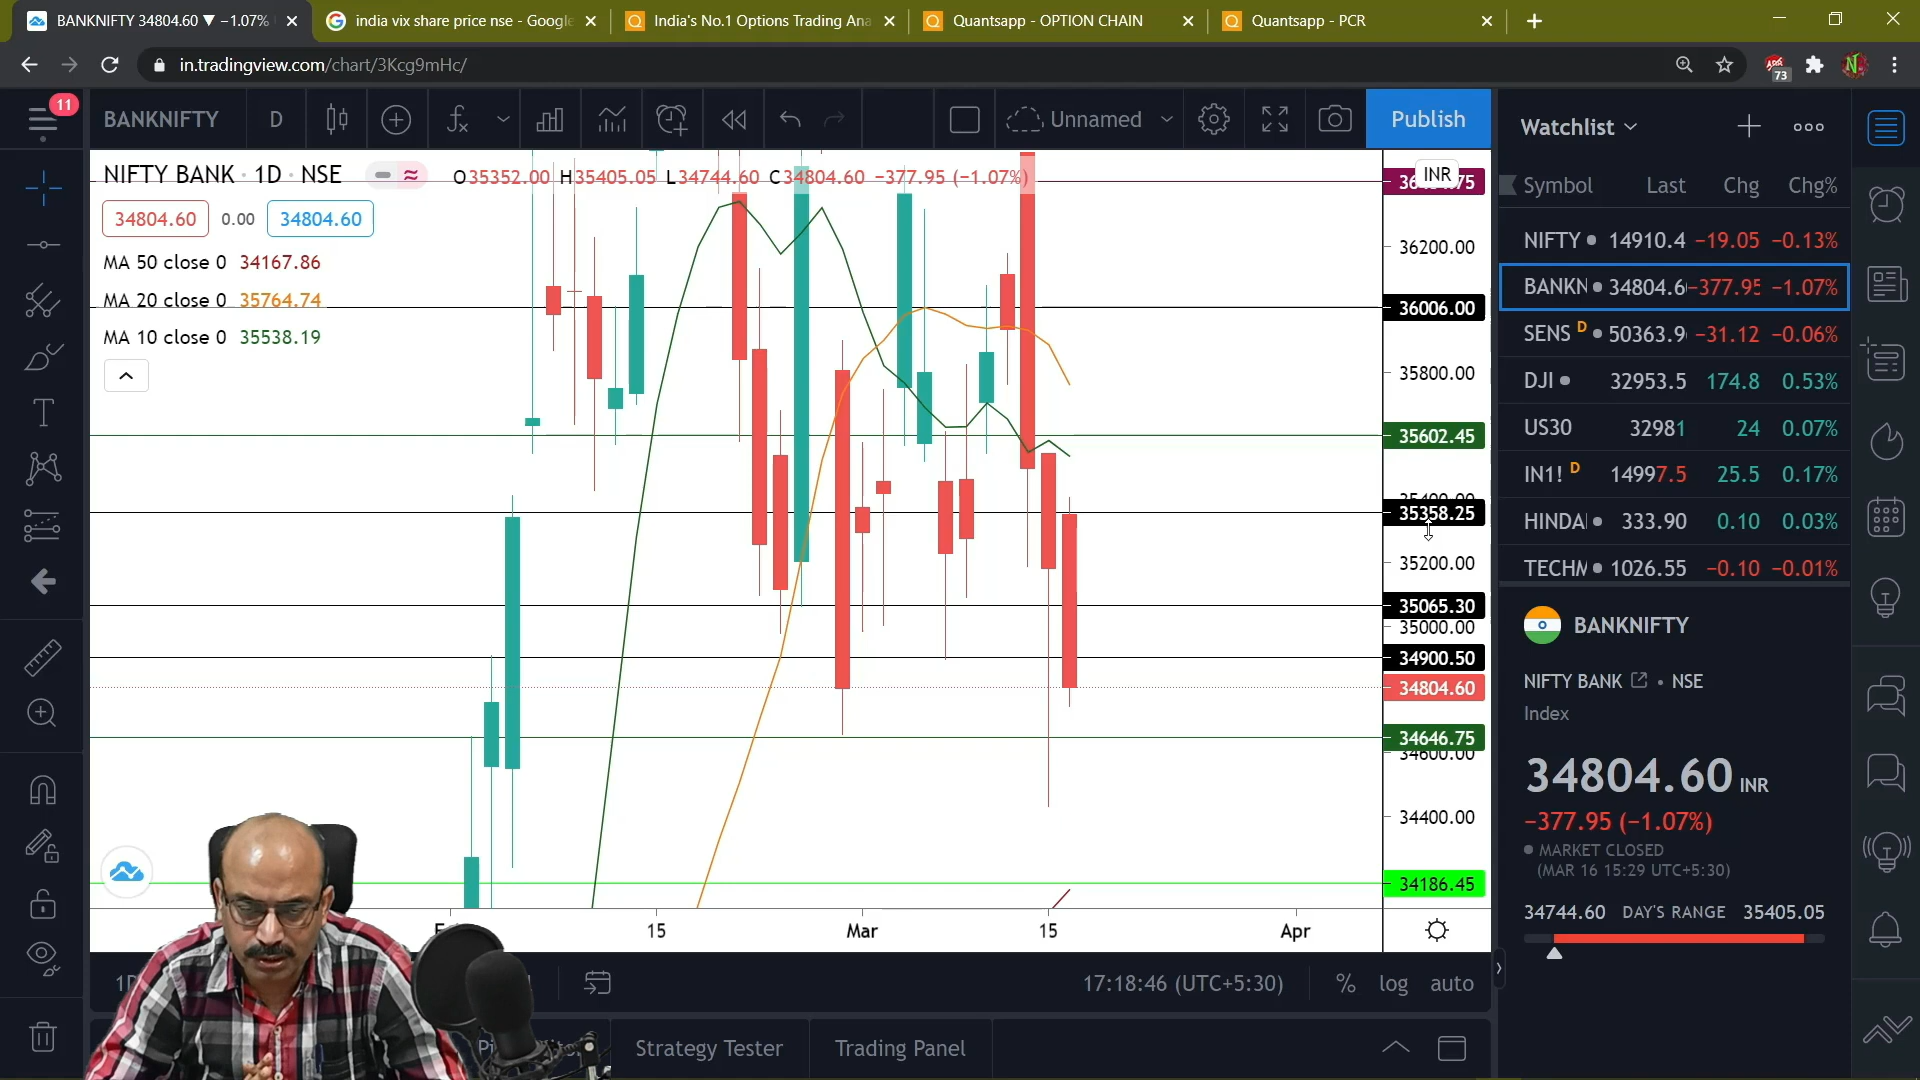 BANKNIFTY 34804.60 ▼ −1.07%
india vix share price nse - Google
India's No.1 Options Trading Ana
Quantsapp - OPTION CHAIN
Quantsapp - PCR
in.tradingview.com/chart/3Kcg9mHc/
73
11
BANKNIFTY
D
Unnamed
Publish
NIFTY BANK · 1D · NSE
O35352.00 H35405.05 L34744.60 C34804.60 −377.95 (−1.07%)
34804.60 0.00 34804.60
MA 50 close 0 34167.86
MA 20 close 0 35764.74
MA 10 close 0 35538.19
INR
36200.00
36006.00
35800.00
35602.45
35400.00
35358.25
35200.00
35065.30
35000.00
34900.50
34804.60
34646.75
34600.00
34400.00
34186.45
15
Mar
15
Apr
17:18:46 (UTC+5:30)
%
log
auto
Strategy Tester
Trading Panel
Watchlist
Symbol Last Chg Chg%
NIFTY 14910.4 −19.05 −0.13%
BANKN 34804.6 −377.95 −1.07%
SENS D 50363.9 −31.12 −0.06%
DJI 32953.5 174.8 0.53%
US30 32981 24 0.07%
IN1! D 14997.5 25.5 0.17%
HINDA 333.90 0.10 0.03%
TECHM 1026.55 −0.10 −0.01%
BANKNIFTY
NIFTY BANK • NSE
Index
34804.60 INR
−377.95 (−1.07%)
MARKET CLOSED
(MAR 16 15:29 UTC+5:30)
34744.60 DAY'S RANGE 35405.05